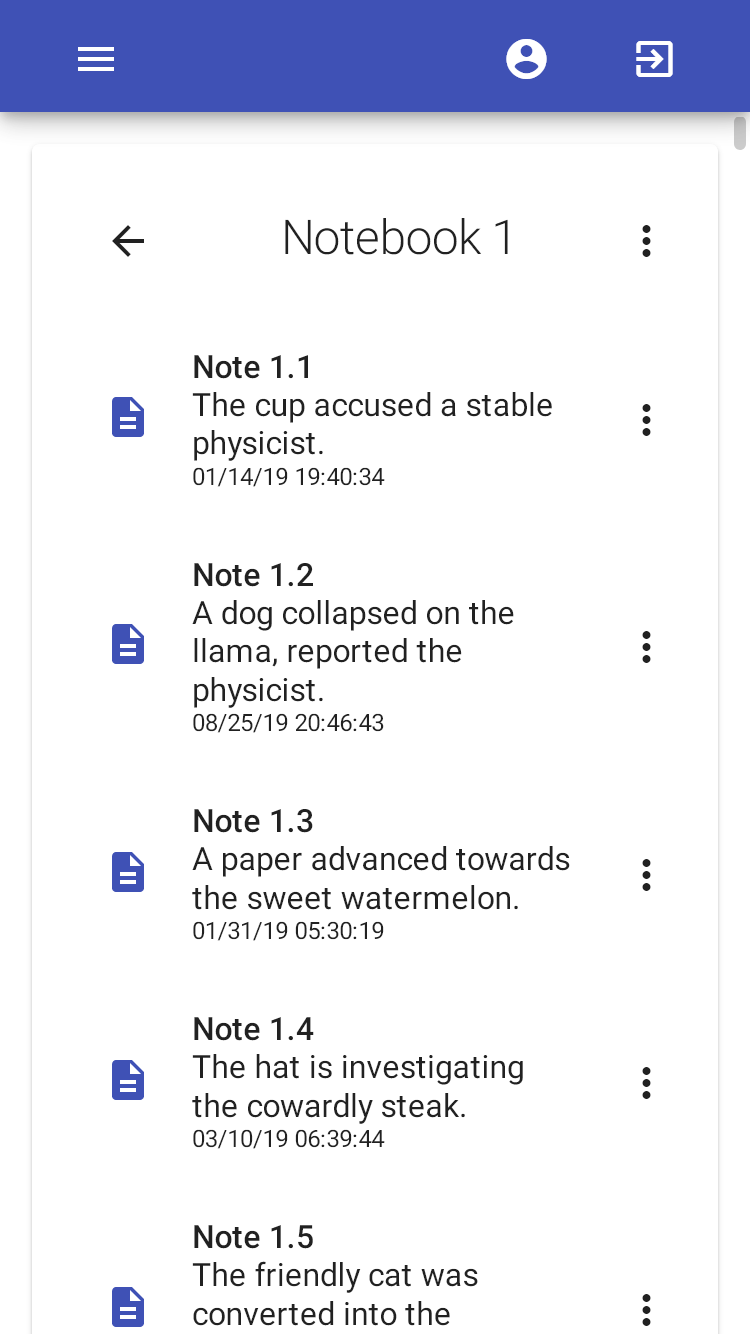 Notebook 1
Note 1.1
The cup accused a stable
physicist.
01/14/19 19:40:34
Note 1.2
A dog collapsed on the
llama, reported the
physicist.
08/25/19 20:46:43
Note 1.3
A paper advanced towards
the sweet watermelon.
01/31/19 05:30:19
Note 1.4
The hat is investigating
the cowardly steak.
03/10/19 06:39:44
Note 1.5
The friendly cat was
converted into the